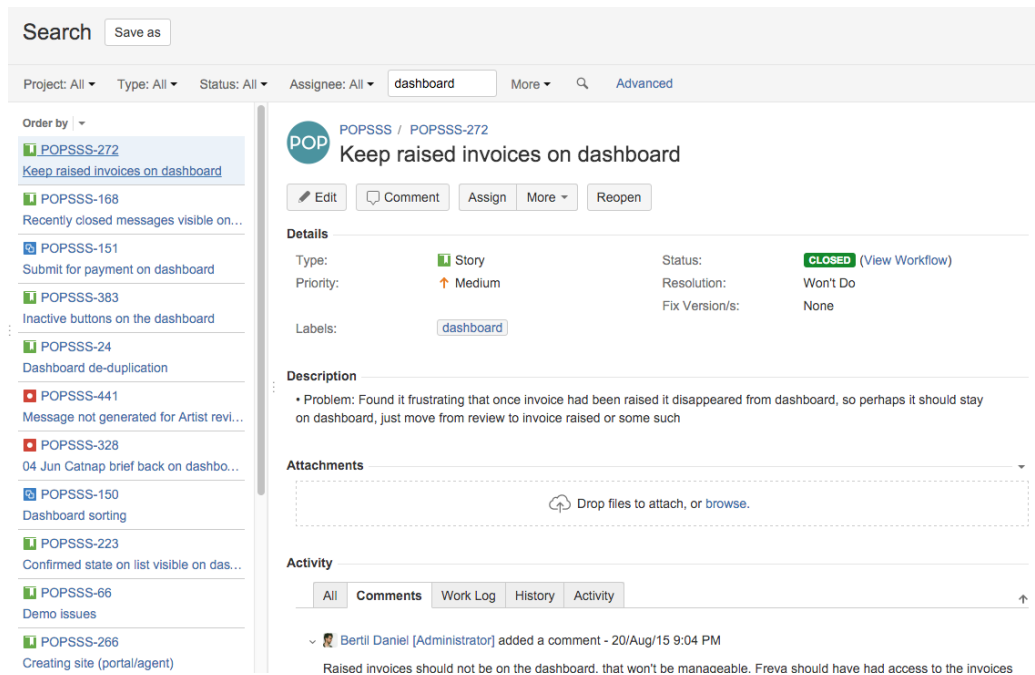 Search Save as
Project: All Type: All Status: All Assignee: All dashboard More Advanced
Order by
POPSSS-272
Keep raised invoices on dashboard
POPSSS-168
Recently closed messages visible on...
POPSSS-151
Submit for payment on dashboard
POPSSS-383
Inactive buttons on the dashboard
POPSSS-24
Dashboard de-duplication
POPSSS-441
Message not generated for Artist revi...
POPSSS-328
04 Jun Catnap brief back on dashbo...
POPSSS-150
Dashboard sorting
POPSSS-223
Confirmed state on list visible on das...
POPSSS-66
Demo issues
POPSSS-266
Creating site (portal/agent)
POP
POPSSS / POPSSS-272
Keep raised invoices on dashboard
Edit Comment Assign More Reopen
Details
Type: Story Status: CLOSED (View Workflow)
Priority: Medium Resolution: Won't Do
Fix Version/s: None
Labels: dashboard
Description
• Problem: Found it frustrating that once invoice had been raised it disappeared from dashboard, so perhaps it should stay
on dashboard, just move from review to invoice raised or some such
Attachments
Drop files to attach, or browse.
Activity
All Comments Work Log History Activity
Bertil Daniel [Administrator] added a comment - 20/Aug/15 9:04 PM
Raised invoices should not be on the dashboard, that won't be manageable. Freya should have had access to the invoices